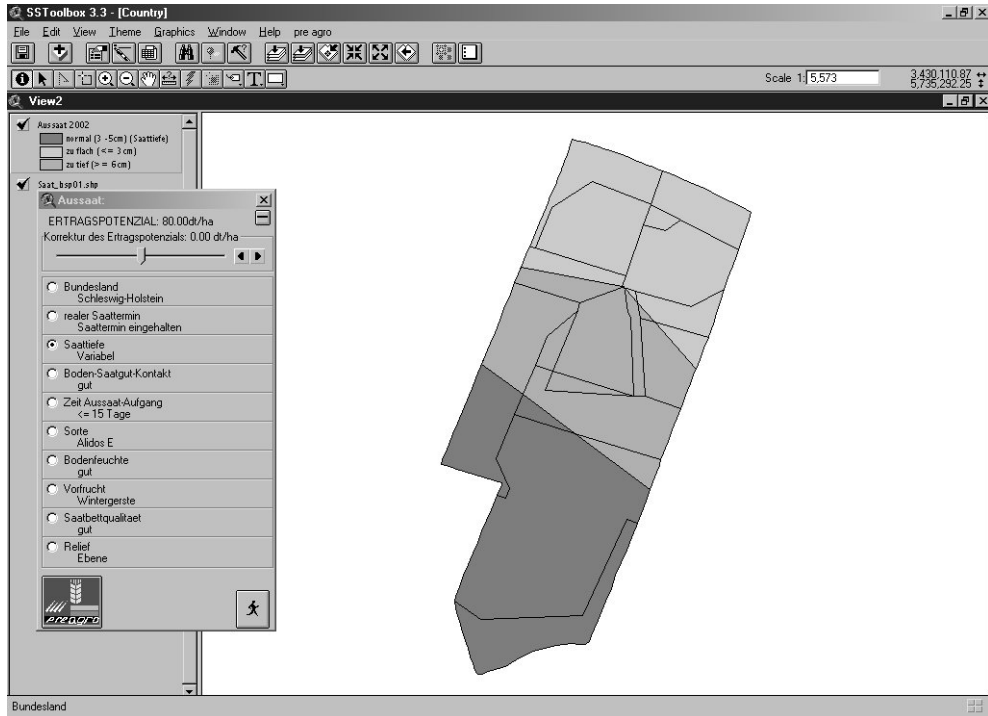 SSToolbox 3.3 - [Country]
File Edit View Theme Graphics Window Help pre agro
Scale 1: 5,573
3,430,110.87
5,735,292.25
View2
Aussaat 2002
normal (3 -5cm) (Saattiefe)
zu flach (<= 3 cm)
zu tief (> = 6 cm)
Saat_bsp01.shp
Aussaat:
ERTRAGSPOTENZIAL: 80.00dt/ha
Korrektur des Ertragspotenzials: 0.00 dt/ha
Bundesland
Schleswig-Holstein
realer Saattermin
Saattermin eingehalten
Saattiefe
Variabel
Boden-Saatgut-Kontakt
gut
Zeit Aussaat-Aufgang
<= 15 Tage
Sorte
Alidos E
Bodenfeuchte
gut
Vorfrucht
Wintergerste
Saatbettqualitaet
gut
Relief
Ebene
preagro
Bundesland